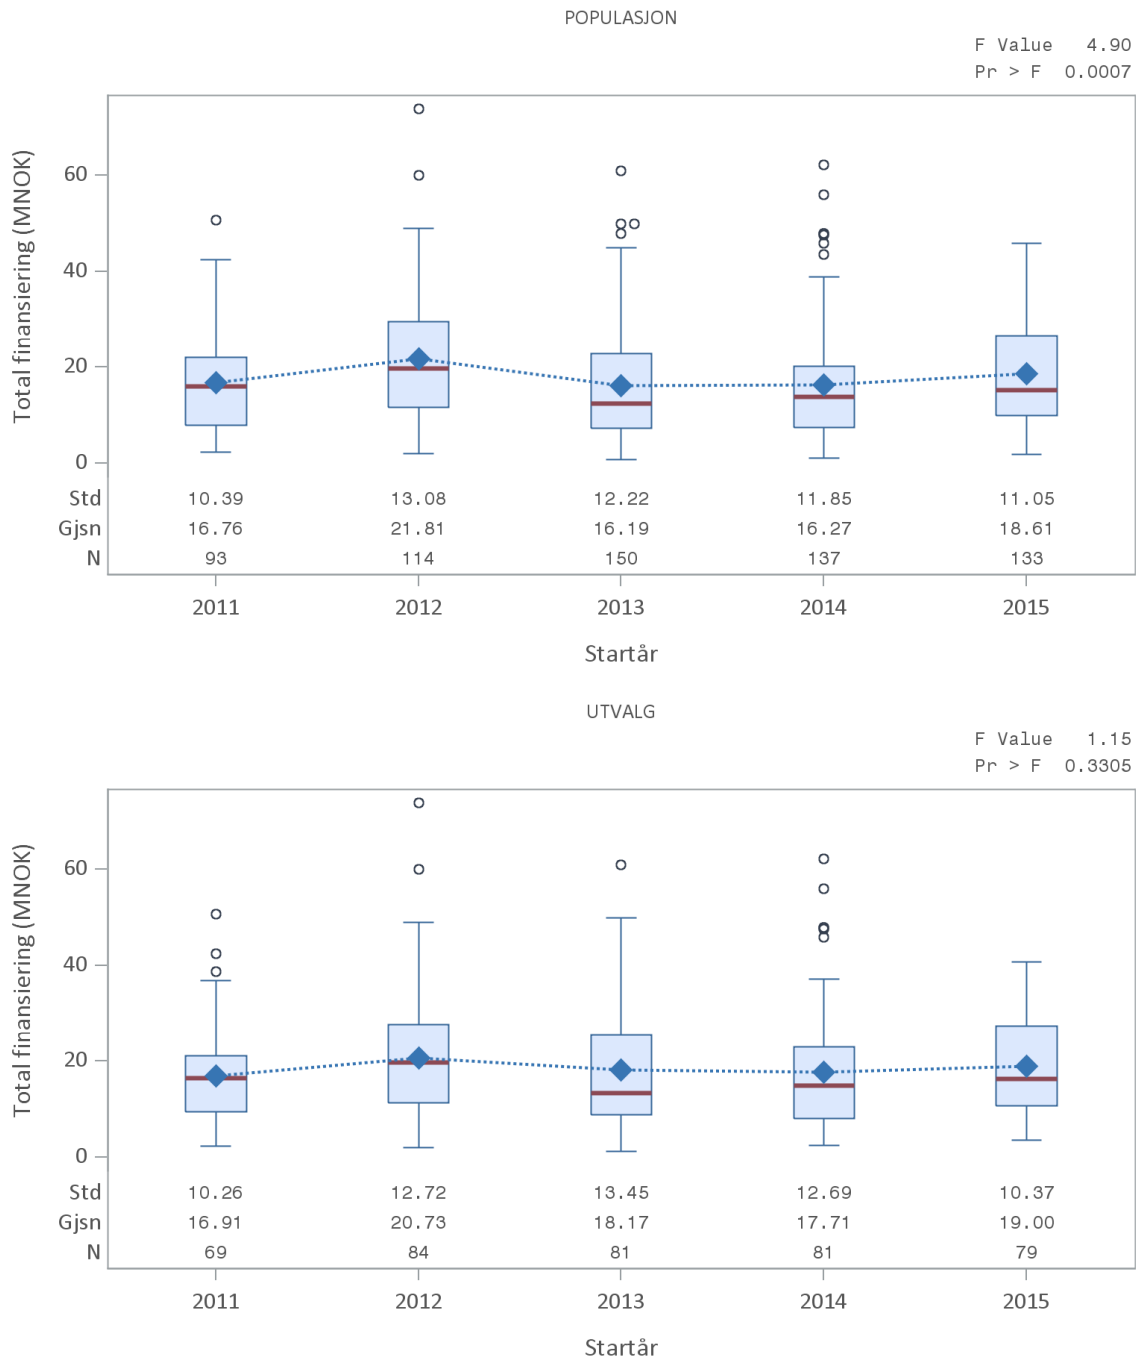 POPULASJON
F Value 4.90
Pr > F 0.0007
Total finansiering (MNOK)
60
40
20
0
Std 10.39 13.08 12.22 11.85 11.05
Gjsn 16.76 21.81 16.19 16.27 18.61
N 93 114 150 137 133
2011 2012 2013 2014 2015
Startår
UTVALG
F Value 1.15
Pr > F 0.3305
Total finansiering (MNOK)
60
40
20
0
Std 10.26 12.72 13.45 12.69 10.37
Gjsn 16.91 20.73 18.17 17.71 19.00
N 69 84 81 81 79
2011 2012 2013 2014 2015
Startår